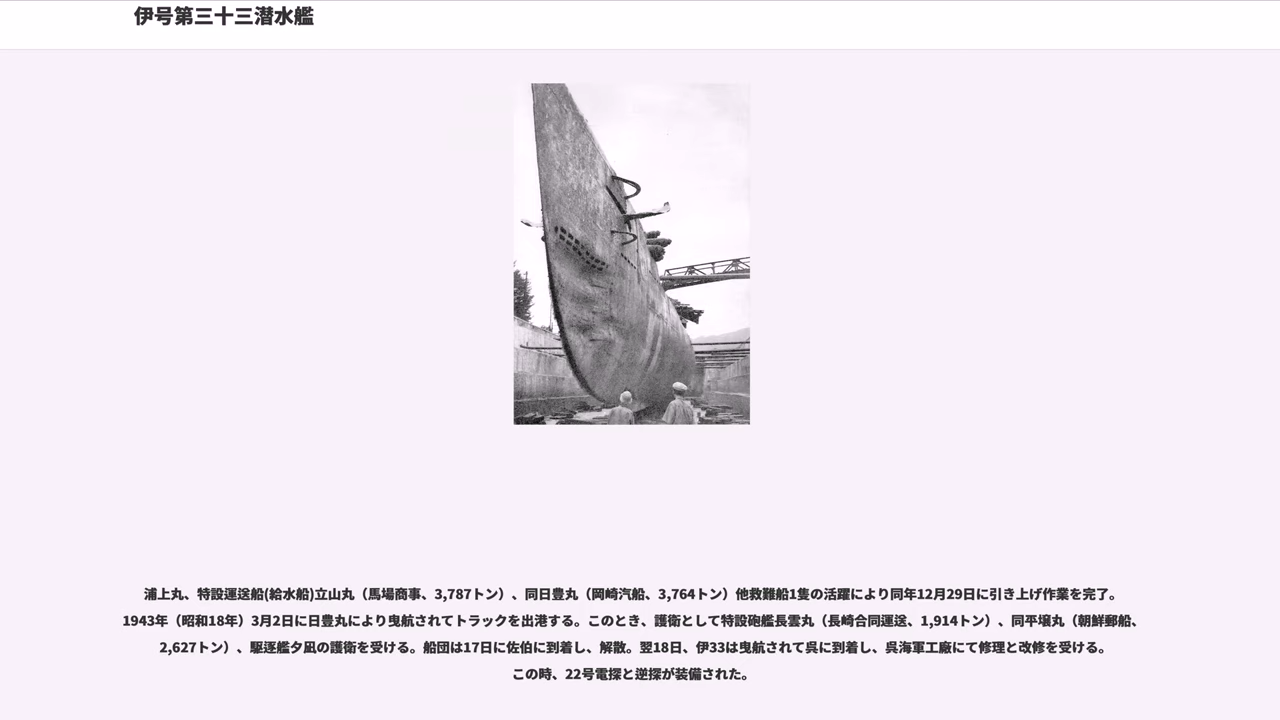 伊号第三十三潜水艦
浦上丸、特設運送船(給水船)立山丸（馬場商事、3,787トン）、同日豊丸（岡崎汽船、3,764トン）他救難船1隻の活躍により同年12月29日に引き上げ作業を完了。
1943年（昭和18年）3月2日に日豊丸により曳航されてトラックを出港する。このとき、護衛として特設砲艦長雲丸（長崎合同運送、1,914トン）、同平壌丸（朝鮮郵船、
2,627トン）、駆逐艦夕凪の護衛を受ける。船団は17日に佐伯に到着し、解散。翌18日、伊33は曳航されて呉に到着し、呉海軍工廠にて修理と改修を受ける。
この時、22号電探と逆探が装備された。